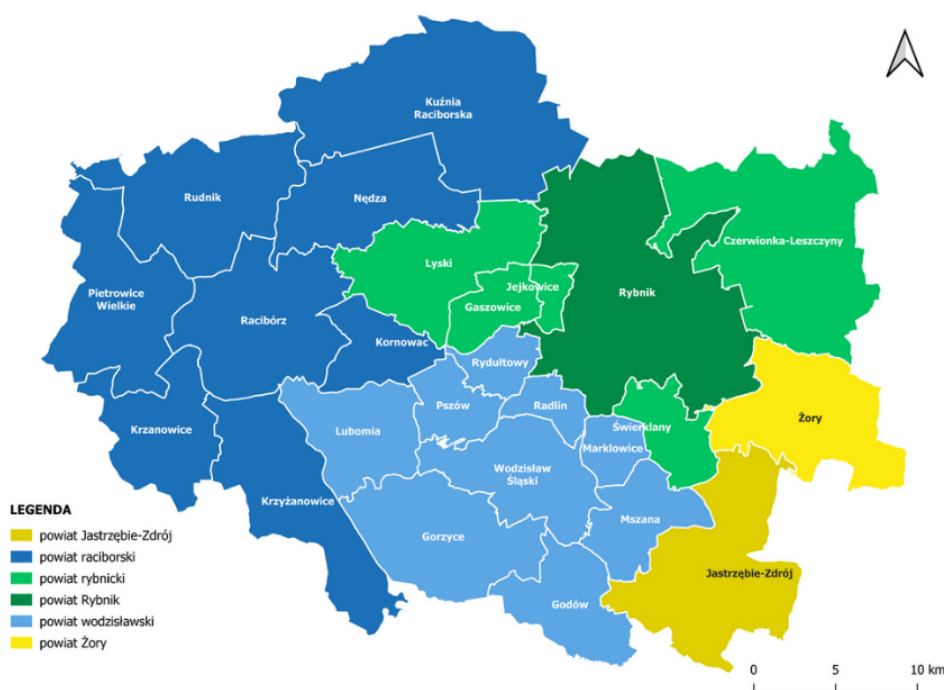 Kuźnia
Raciborska
Rudnik
Nędza
Czerwionka-Leszczyny
Lyski
Jejkowice
Pietrowice
Wielkie
Rybnik
Gaszowice
Racibórz
Kornowac
Rydułtowy
Pszów
Radlin
Żory
Krzanowice
Lubomia
Świerklany
Marklowice
Wodzisław
Śląski
Krzyżanowice
Mszana
Gorzyce
Jastrzębie-Zdrój
Godów
LEGENDA
powiat Jastrzębie-Zdrój
powiat raciborski
powiat rybnicki
powiat Rybnik
powiat wodzisławski
powiat Żory
0 5 10 km